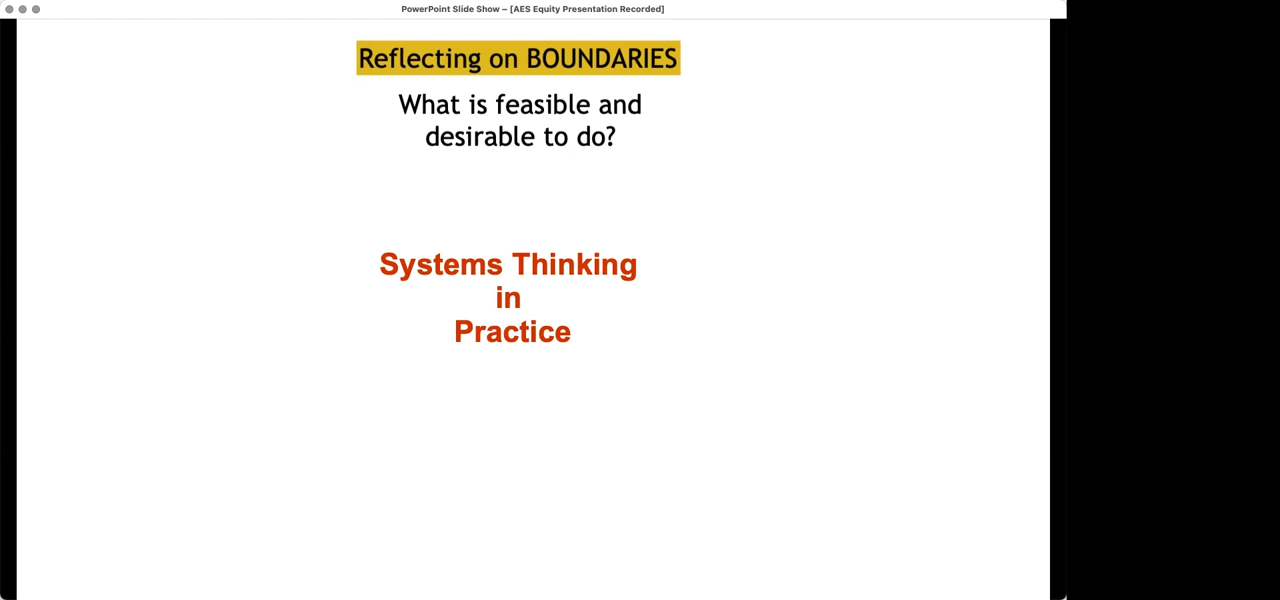 PowerPoint Slide Show – [AES Equity Presentation Recorded]
Reflecting on BOUNDARIES
What is feasible and
desirable to do?
Systems Thinking
in
Practice